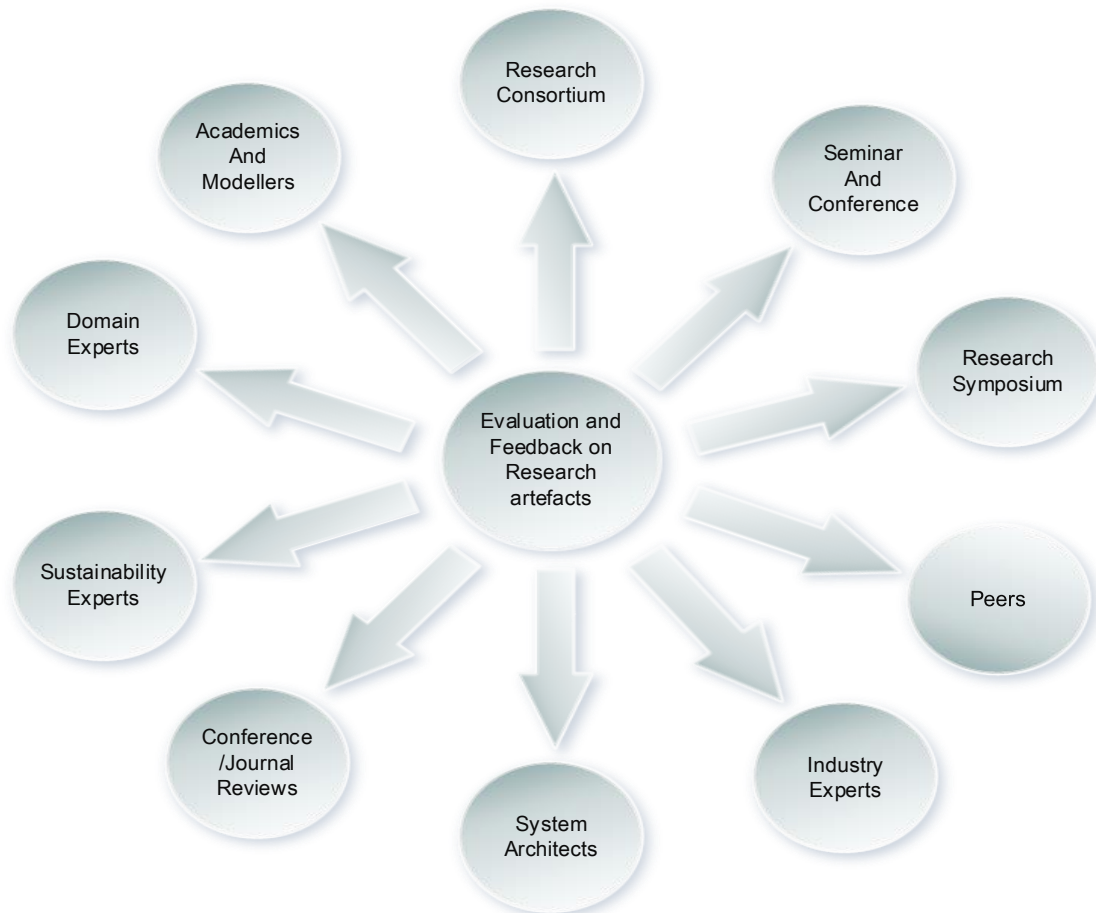 Research
Consortium
Academics
And
Modellers
Seminar
And
Conference
Domain
Experts
Research
Symposium
Evaluation and
Feedback on
Research
artefacts
Sustainability
Experts
Peers
Conference
/Journal
Reviews
Industry
Experts
System
Architects